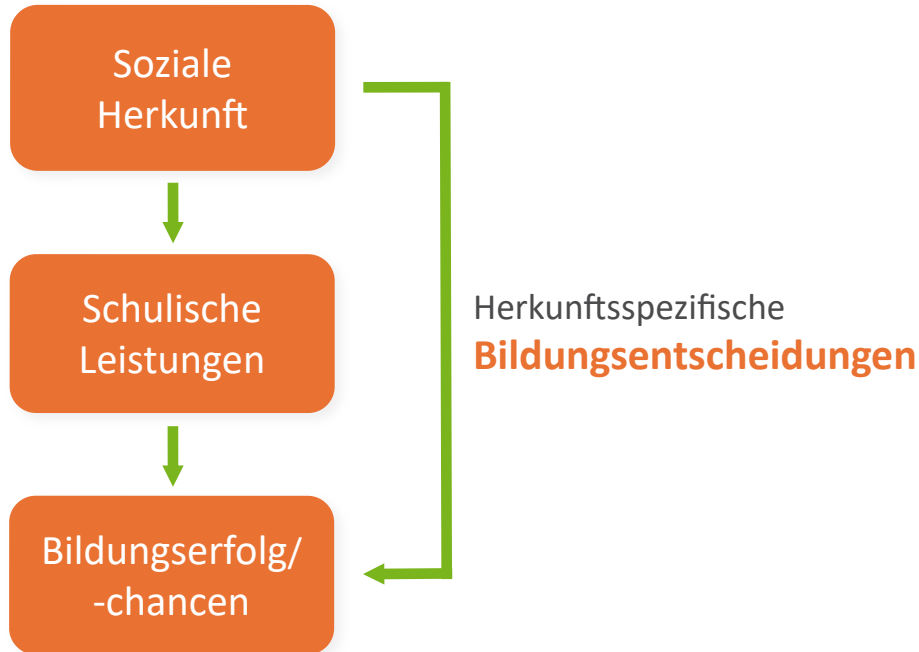 Soziale
Herkunft
Schulische
Leistungen
Herkunftsspezifische
Bildungsentscheidungen
Bildungserfolg/
-chancen